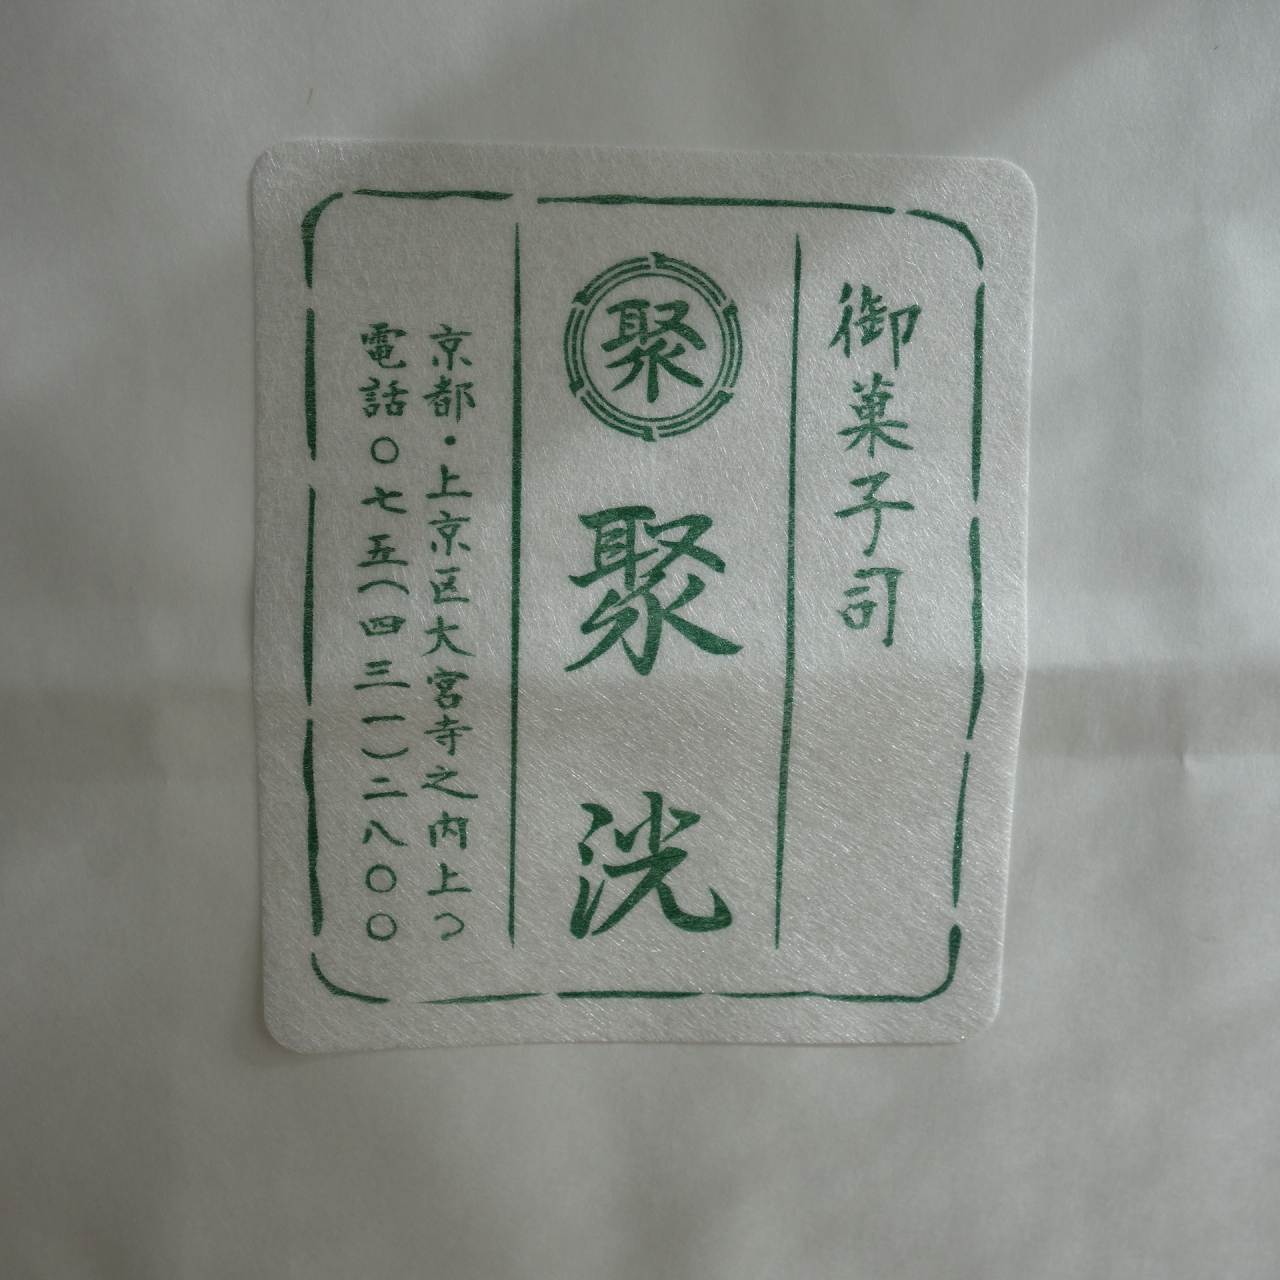 御菓子司
聚
聚洸
京都・上京区大宮寺之内上つ
電話〇七五(四三一)二八〇〇